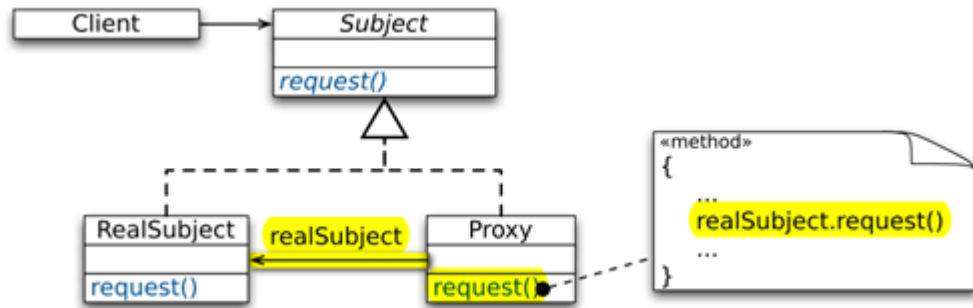 Client
Subject
request()
«method»
{
...
realSubject.request()
...
}
RealSubject
realSubject
Proxy
request()
request()